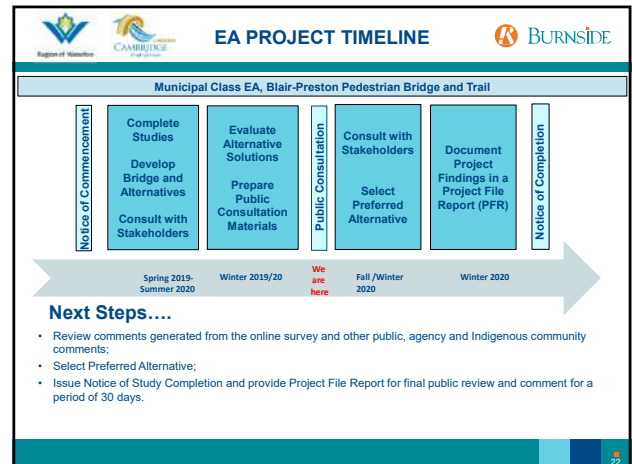 Region of Waterloo
CAMBRIDGE
EA PROJECT TIMELINE
BURNSIDE
Municipal Class EA, Blair-Preston Pedestrian Bridge and Trail
Notice of Commencement
Complete
Studies
Develop
Bridge and
Alternatives
Consult with
Stakeholders
Evaluate
Alternative
Solutions
Prepare
Public
Consultation
Materials
Public Consultation
Consult with
Stakeholders
Select
Preferred
Alternative
Document
Project
Findings in a
Project File
Report (PFR)
Notice of Completion
Spring 2019-
Summer 2020
Winter 2019/20
We
are
here
Fall /Winter
2020
Winter 2020
Next Steps….
• Review comments generated from the online survey and other public, agency and Indigenous community
comments;
• Select Preferred Alternative;
• Issue Notice of Study Completion and provide Project File Report for final public review and comment for a
period of 30 days.
22